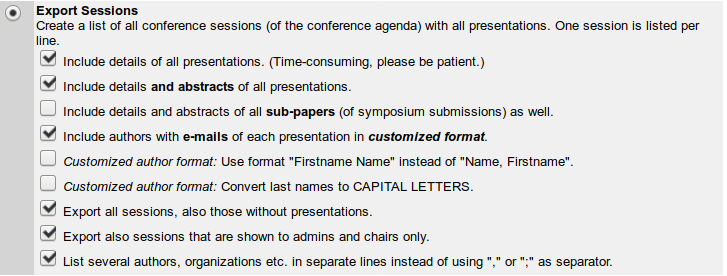 Export Sessions
Create a list of all conference sessions (of the conference agenda) with all presentations. One session is listed per
line.
Include details of all presentations. (Time-consuming, please be patient.)
Include details and abstracts of all presentations.
Include details and abstracts of all sub-papers (of symposium submissions) as well.
Include authors with e-mails of each presentation in customized format.
Customized author format: Use format "Firstname Name" instead of "Name, Firstname".
Customized author format: Convert last names to CAPITAL LETTERS.
Export all sessions, also those without presentations.
Export also sessions that are shown to admins and chairs only.
List several authors, organizations etc. in separate lines instead of using "," or ";" as separator.